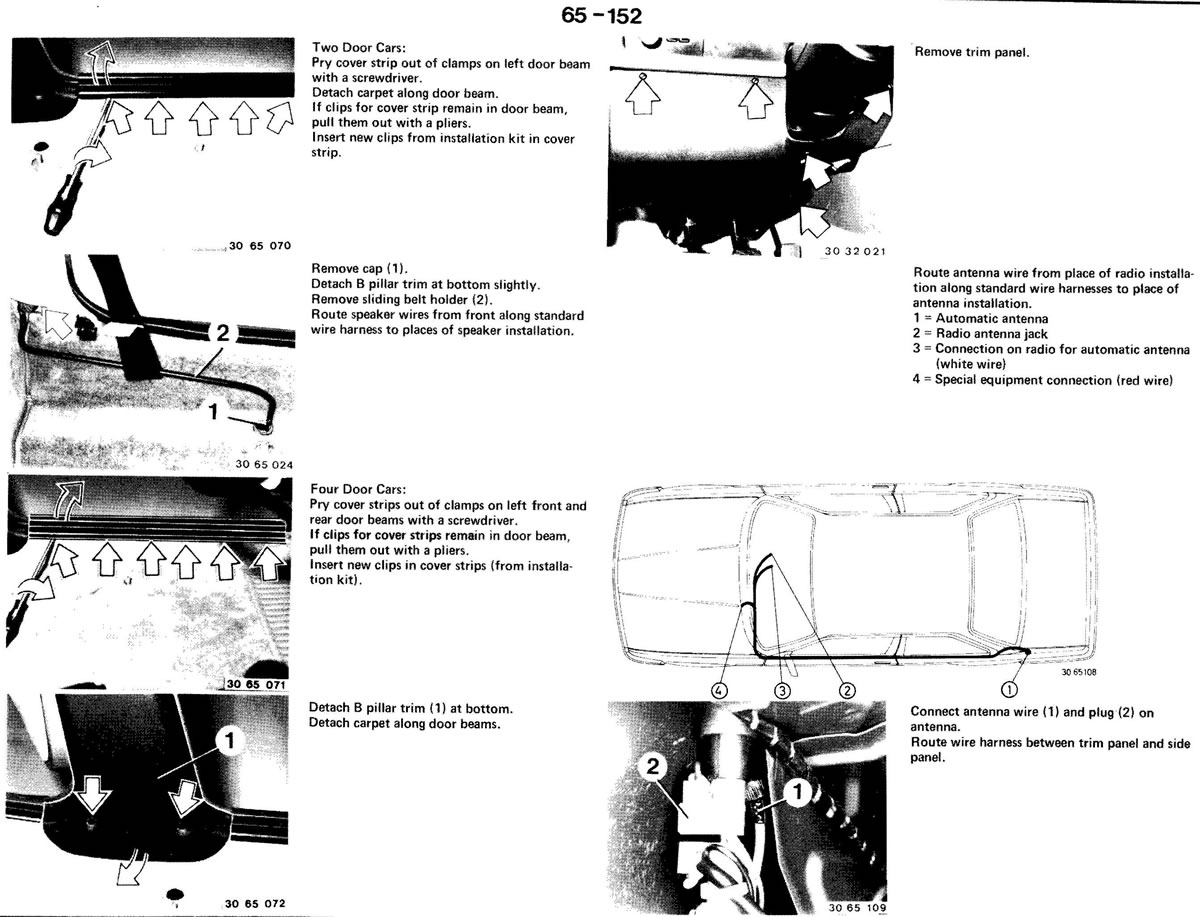 65 – 152
Two Door Cars:
Pry cover strip out of clamps on left door beam
with a screwdriver.
Detach carpet along door beam.
If clips for cover strip remain in door beam,
pull them out with a pliers.
Insert new clips from installation kit in cover
strip.
30 65 070
Remove cap (1).
Detach B pillar trim at bottom slightly.
Remove sliding belt holder (2).
Route speaker wires from front along standard
wire harness to places of speaker installation.
2
1
30 65 024
Four Door Cars:
Pry cover strips out of clamps on left front and
rear door beams with a screwdriver.
If clips for cover strips remain in door beam,
pull them out with a pliers.
Insert new clips in cover strips (from installa-
tion kit).
30 65 071
Detach B pillar trim (1) at bottom.
Detach carpet along door beams.
1
30 65 072
Remove trim panel.
30 32 021
Route antenna wire from place of radio installa-
tion along standard wire harnesses to place of
antenna installation.
1 = Automatic antenna
2 = Radio antenna jack
3 = Connection on radio for automatic antenna
(white wire)
4 = Special equipment connection (red wire)
30 65 108
4 3 2 1
Connect antenna wire (1) and plug (2) on
antenna.
Route wire harness between trim panel and side
panel.
2
1
30 65 109